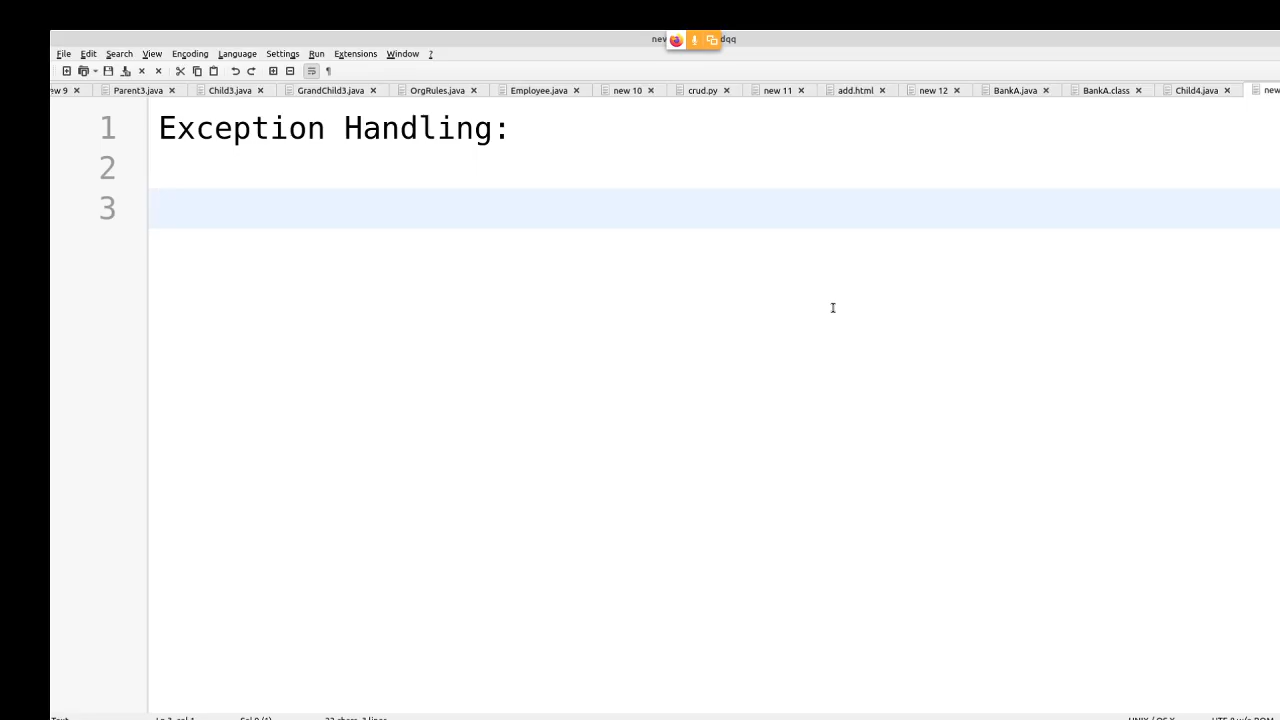 dqq
File Edit Search View Encoding Language Settings Run Extensions Window ?
Parent3.java Child3.java GrandChild3.java OrgRules.java Employee.java new 10 crud.py new 11 add.html new 12 BankA.java BankA.class Child4.java new
1 Exception Handling:
2
3